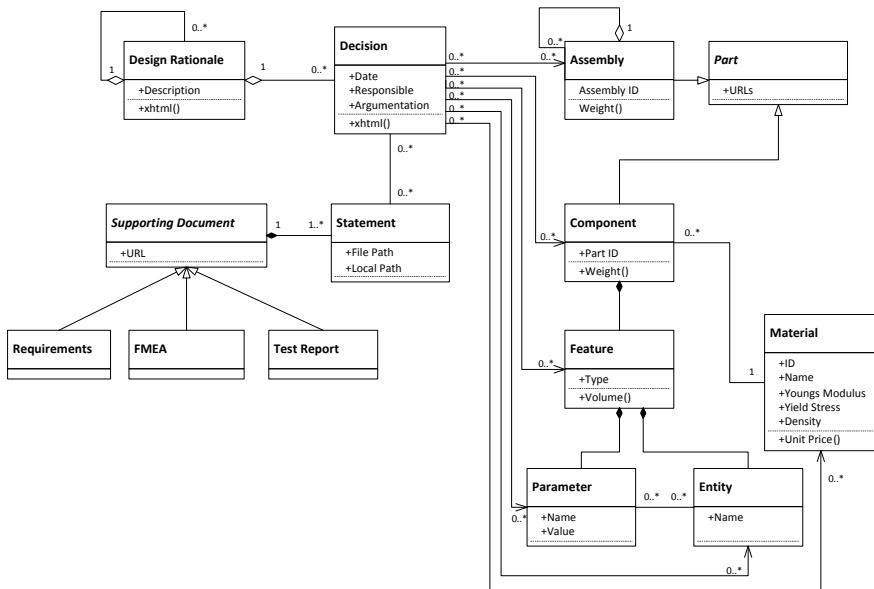 0..*
1
Design Rationale
+Description
+xhtml()
1
0..*
Decision
+Date
+Responsible
+Argumentation
+xhtml()
0..*
0..*
0..*
0..*
0..*
0..*
0..*
0..*
1
0..*
Assembly
Assembly ID
Weight()
Part
+URLs
0..*
0..*
Supporting Document
+URL
1
1..*
Statement
+File Path
+Local Path
0..*
Component
+Part ID
+Weight()
0..*
Requirements
FMEA
Test Report
0..*
Feature
+Type
+Volume()
1
Material
+ID
+Name
+Youngs Modulus
+Yield Stress
+Density
+Unit Price()
0..*
0..*
Parameter
+Name
+Value
0..*
0..*
Entity
+Name
0..*